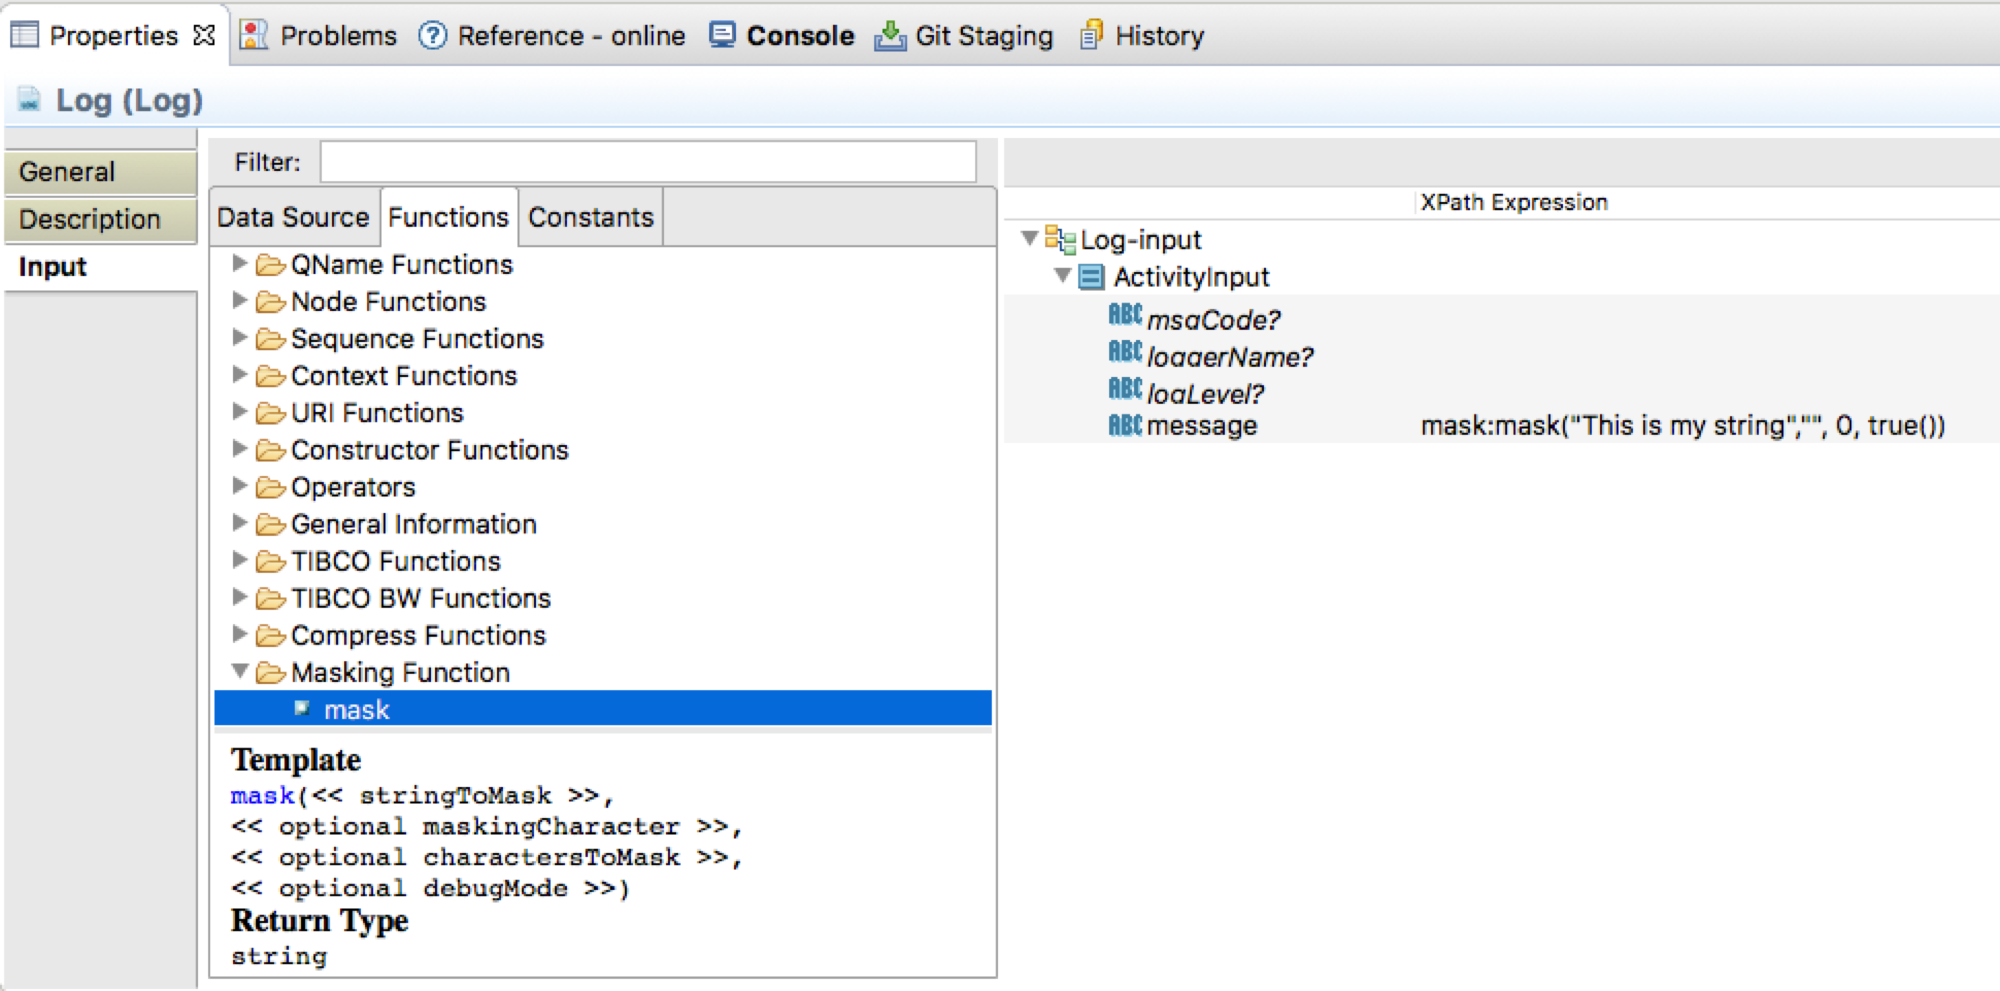 Properties Problems Reference - online Console Git Staging History
Log (Log)
General
Description
Input
Filter:
Data Source Functions Constants
QName Functions
Node Functions
Sequence Functions
Context Functions
URI Functions
Constructor Functions
Operators
General Information
TIBCO Functions
TIBCO BW Functions
Compress Functions
Masking Function
mask
Template
mask(<< stringToMask >>,
<< optional maskingCharacter >>,
<< optional charactersToMask >>,
<< optional debugMode >>)
Return Type
string
XPath Expression
Log-input
ActivityInput
ABC msgCode?
ABC loggerName?
ABC logLevel?
ABC message mask:mask("This is my string","", 0, true())